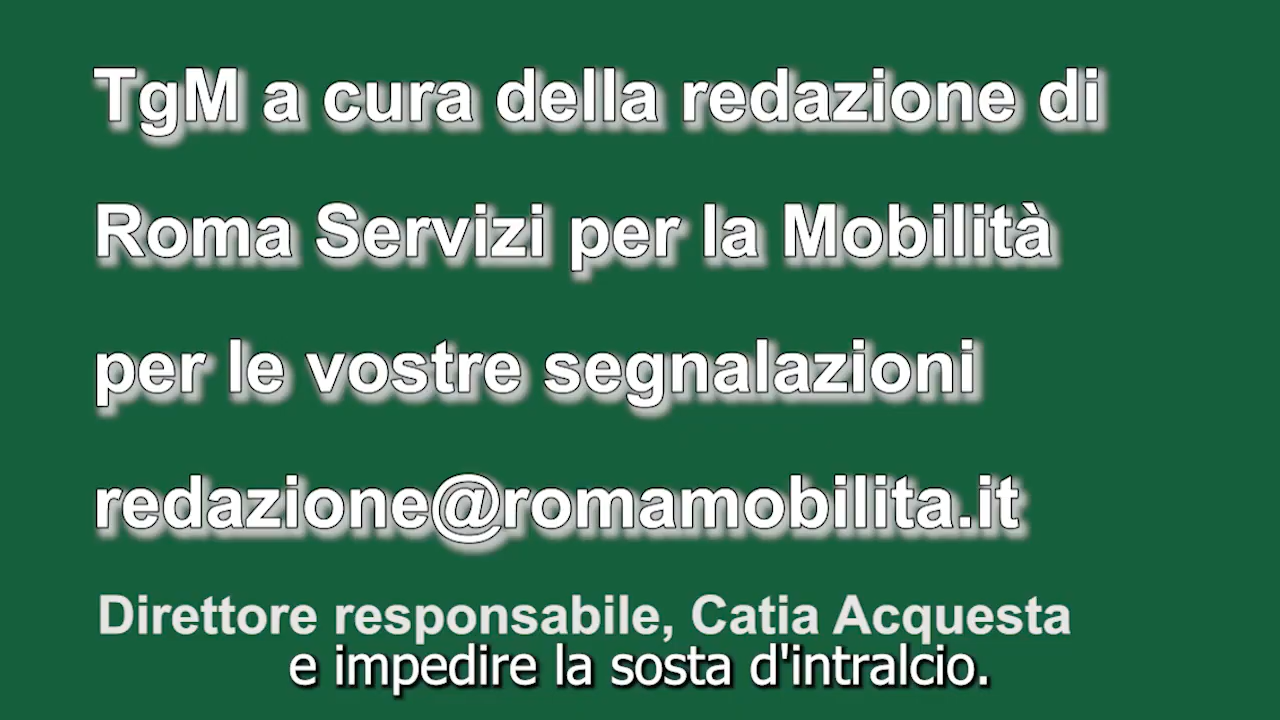 TgM a cura della redazione di
Roma Servizi per la Mobilità
per le vostre segnalazioni
redazione@romamobilita.it
Direttore responsabile, Catia Acquesta
e impedire la sosta d'intralcio.